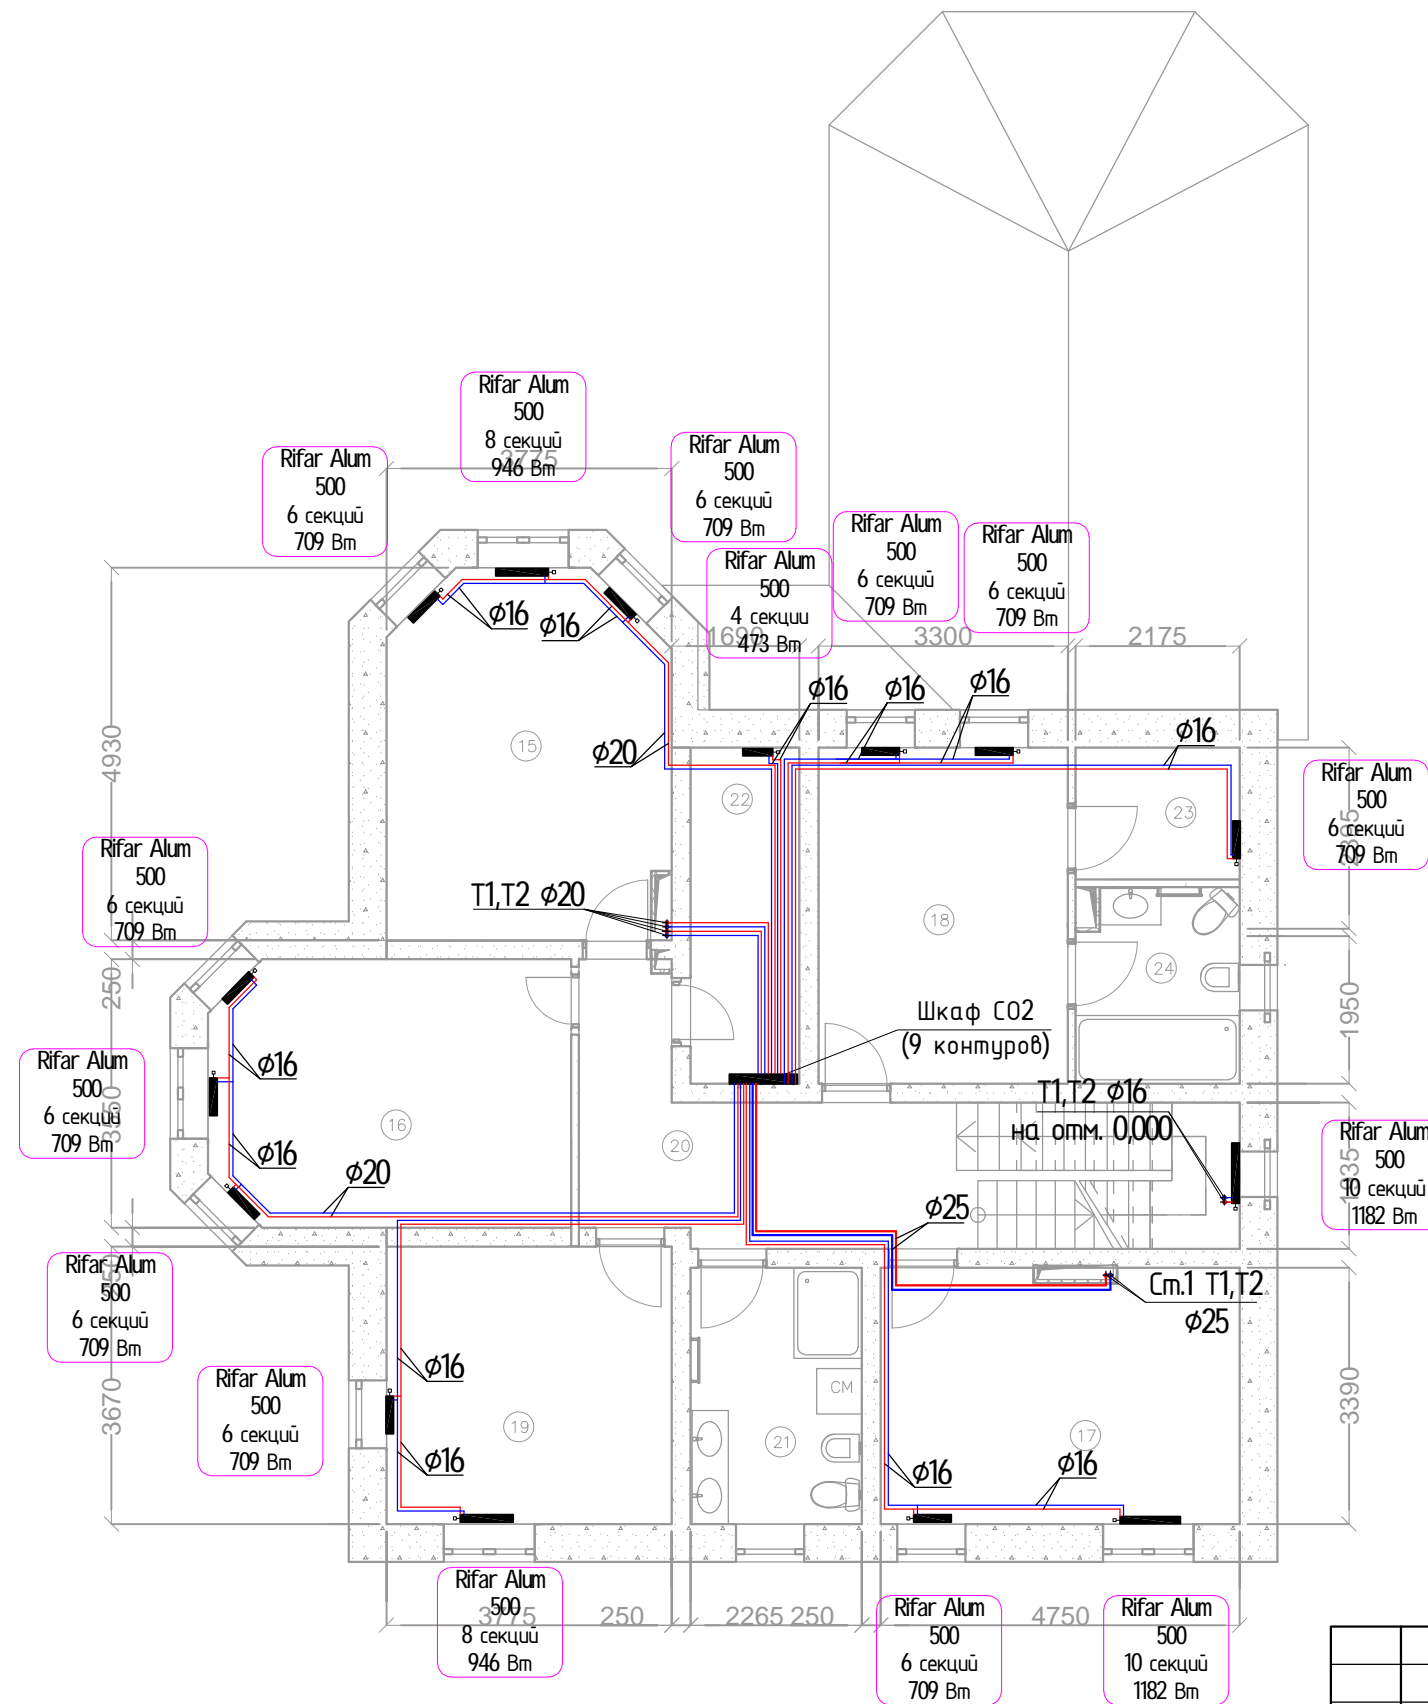 Rifar Alum
500
8 секций
946 Вт
3775
Rifar Alum
500
6 секций
709 Вт
Rifar Alum
500
6 секций
709 Вт
Rifar Alum
500
6 секций
709 Вт
Rifar Alum
500
6 секций
709 Вт
Rifar Alum
500
4 секции
473 Вт
1690
3300
2175
φ16
φ16
φ16
φ16
φ16
φ16
φ20
4930
15
22
23
18
24
Rifar Alum
500
6 секций
709 Вт
Rifar Alum
500
6 секций
709 Вт
T1,T2 φ20
250
1950
Шкаф СО2
(9 контуров)
Rifar Alum
500
6 секций
709 Вт
3550
φ16
φ16
φ20
16
20
T1,T2 φ16
на отм. 0,000
Rifar Alum
500
10 секций
1182 Вт
φ25
Ст.1 T1,T2
φ25
Rifar Alum
500
6 секций
709 Вт
Rifar Alum
500
6 секций
709 Вт
3670
φ16
φ16
19
СМ
21
17
φ16
φ16
3390
Rifar Alum
500
8 секций
946 Вт
3775
250
2265
250
4750
Rifar Alum
500
6 секций
709 Вт
Rifar Alum
500
10 секций
1182 Вт